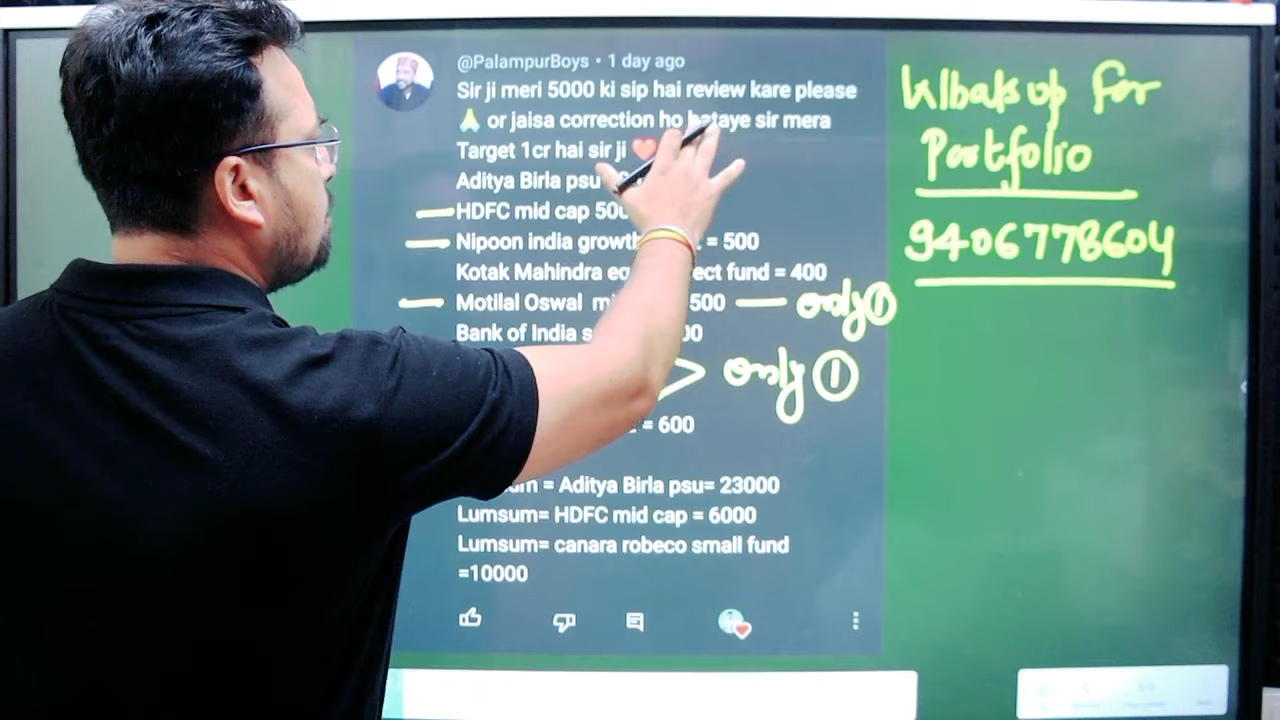 @PalampurBoys • 1 day ago
Sir ji meri 5000 ki sip hai review kare please
🙏 or jaisa correction ho bataye sir mera
Target 1cr hai sir ji ❤️
Aditya Birla psu
HDFC mid cap
Nipoon india growth = 500
Kotak Mahindra fund = 400
Motilal Oswal 500
only 1
Bank of India
only 1
= 600
= Aditya Birla psu= 23000
Lumsum= HDFC mid cap = 6000
Lumsum= canara robeco small fund
=10000
for
Portfolio
9406778604